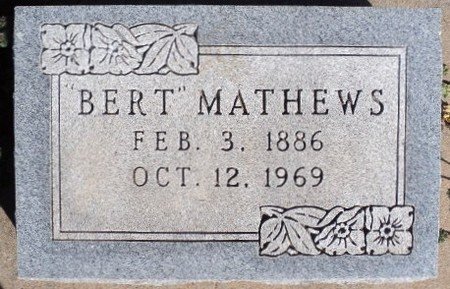 "BERT" MATHEWS
FEB. 3, 1886
OCT. 12, 1969